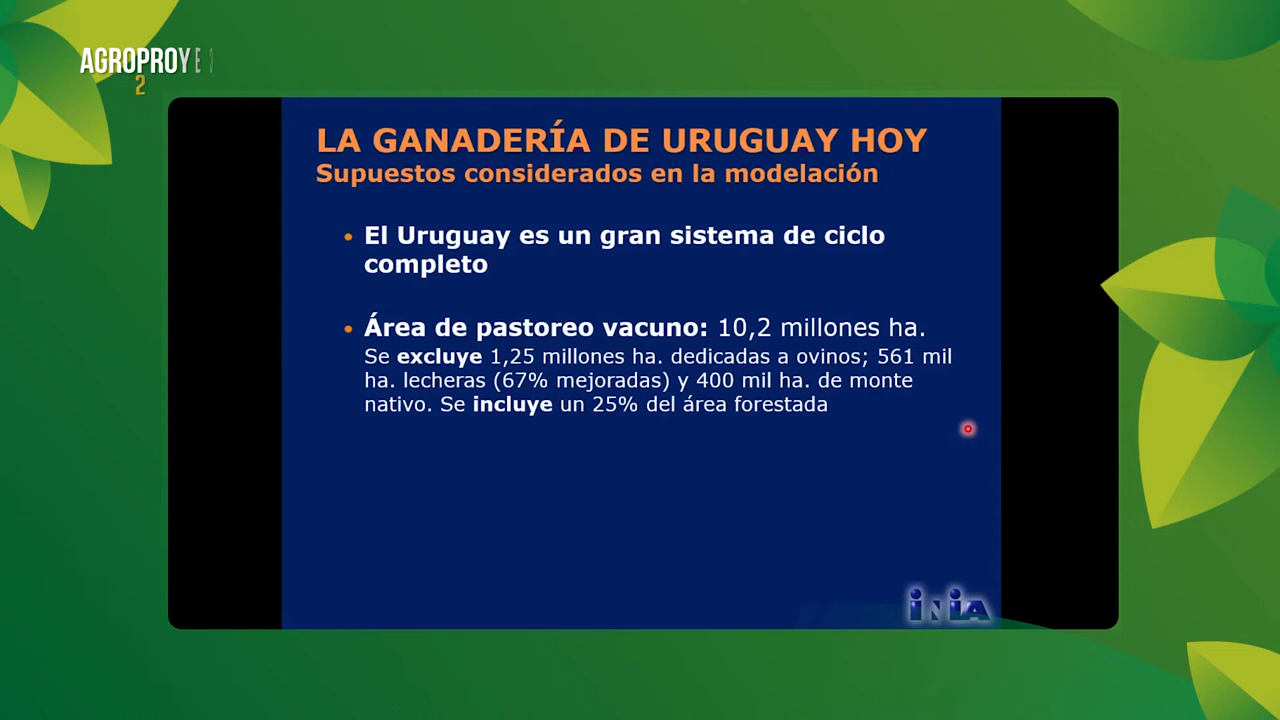 AGROPROYE
2
LA GANADERÍA DE URUGUAY HOY
Supuestos considerados en la modelación
• El Uruguay es un gran sistema de ciclo
completo
• Área de pastoreo vacuno: 10,2 millones ha.
Se excluye 1,25 millones ha. dedicadas a ovinos; 561 mil
ha. lecheras (67% mejoradas) y 400 mil ha. de monte
nativo. Se incluye un 25% del área forestada
iNiA